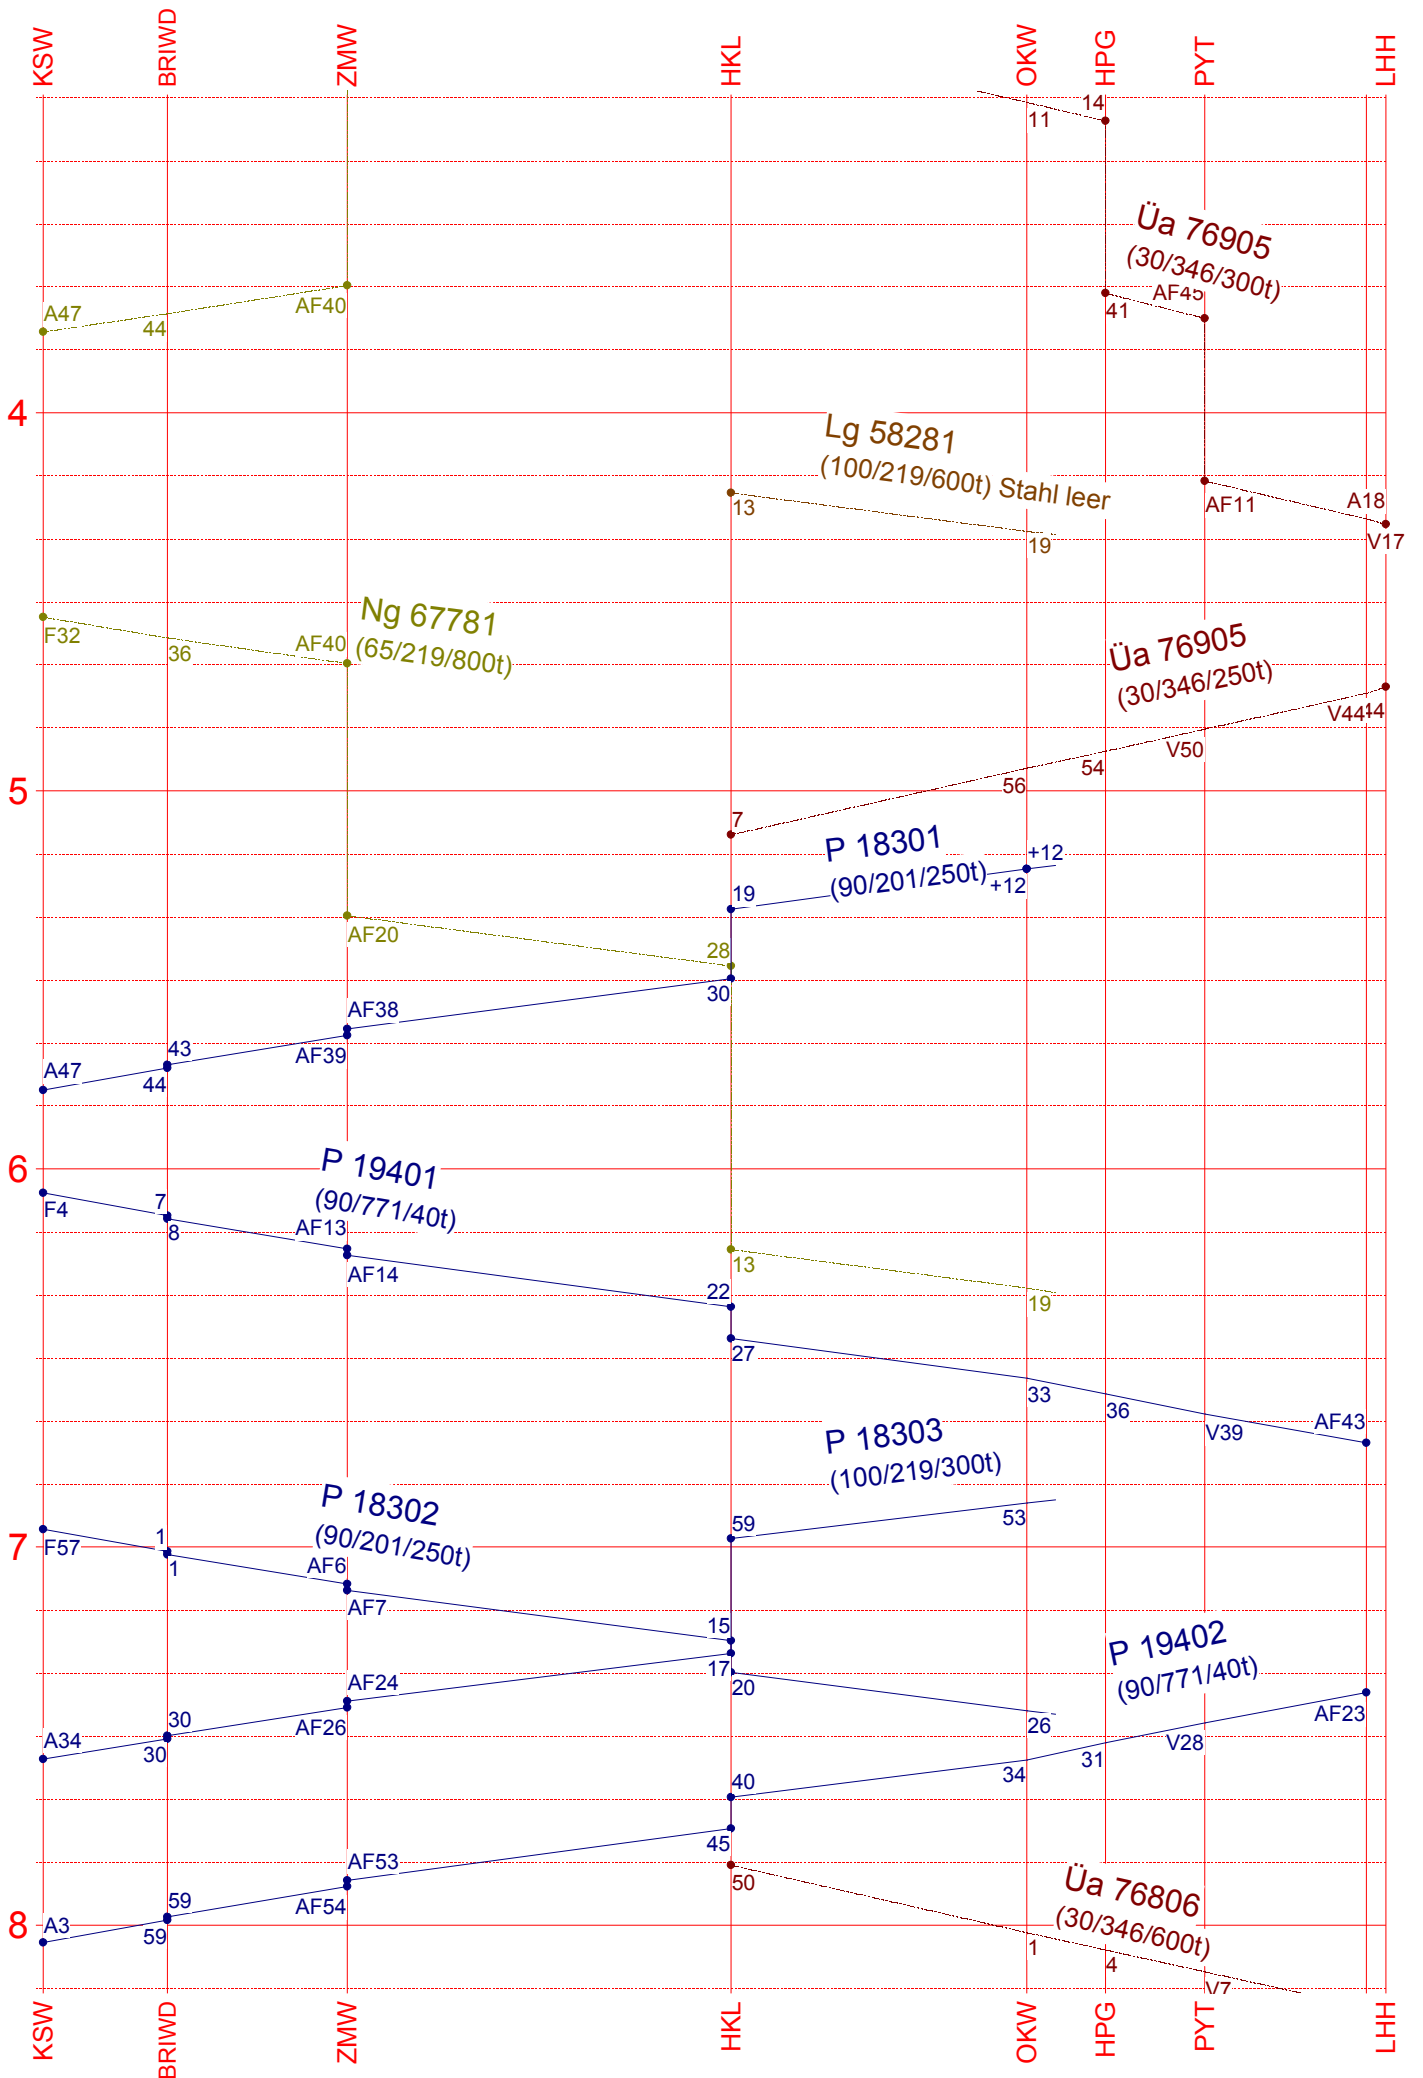 KSW
BRIWD
ZMW
HKL
OKW
HPG
PYT
LHH
14
11
Üa 76905
(30/346/300t)
AF45
41
A47
44
AF40
4
Lg 58281
(100/219/600t) Stahl leer
13
19
AF11
A18
V17
F32
36
AF40
Ng 67781
(65/219/800t)
Üa 76905
(30/346/250t)
V44
44
V50
54
56
5
7
P 18301
(90/201/250t)
+12
+12
19
AF20
28
30
AF38
AF39
43
44
A47
6
P 19401
(90/771/40t)
F4
7
8
AF13
AF14
13
19
22
27
33
36
V39
AF43
P 18303
(100/219/300t)
P 18302
(90/201/250t)
59
53
7
F57
1
1
AF6
AF7
15
17
20
26
P 19402
(90/771/40t)
AF23
V28
31
34
AF24
AF26
30
30
A34
40
45
AF53
AF54
50
Üa 76806
(30/346/600t)
59
59
8
A3
1
4
V7
KSW
BRIWD
ZMW
HKL
OKW
HPG
PYT
LHH